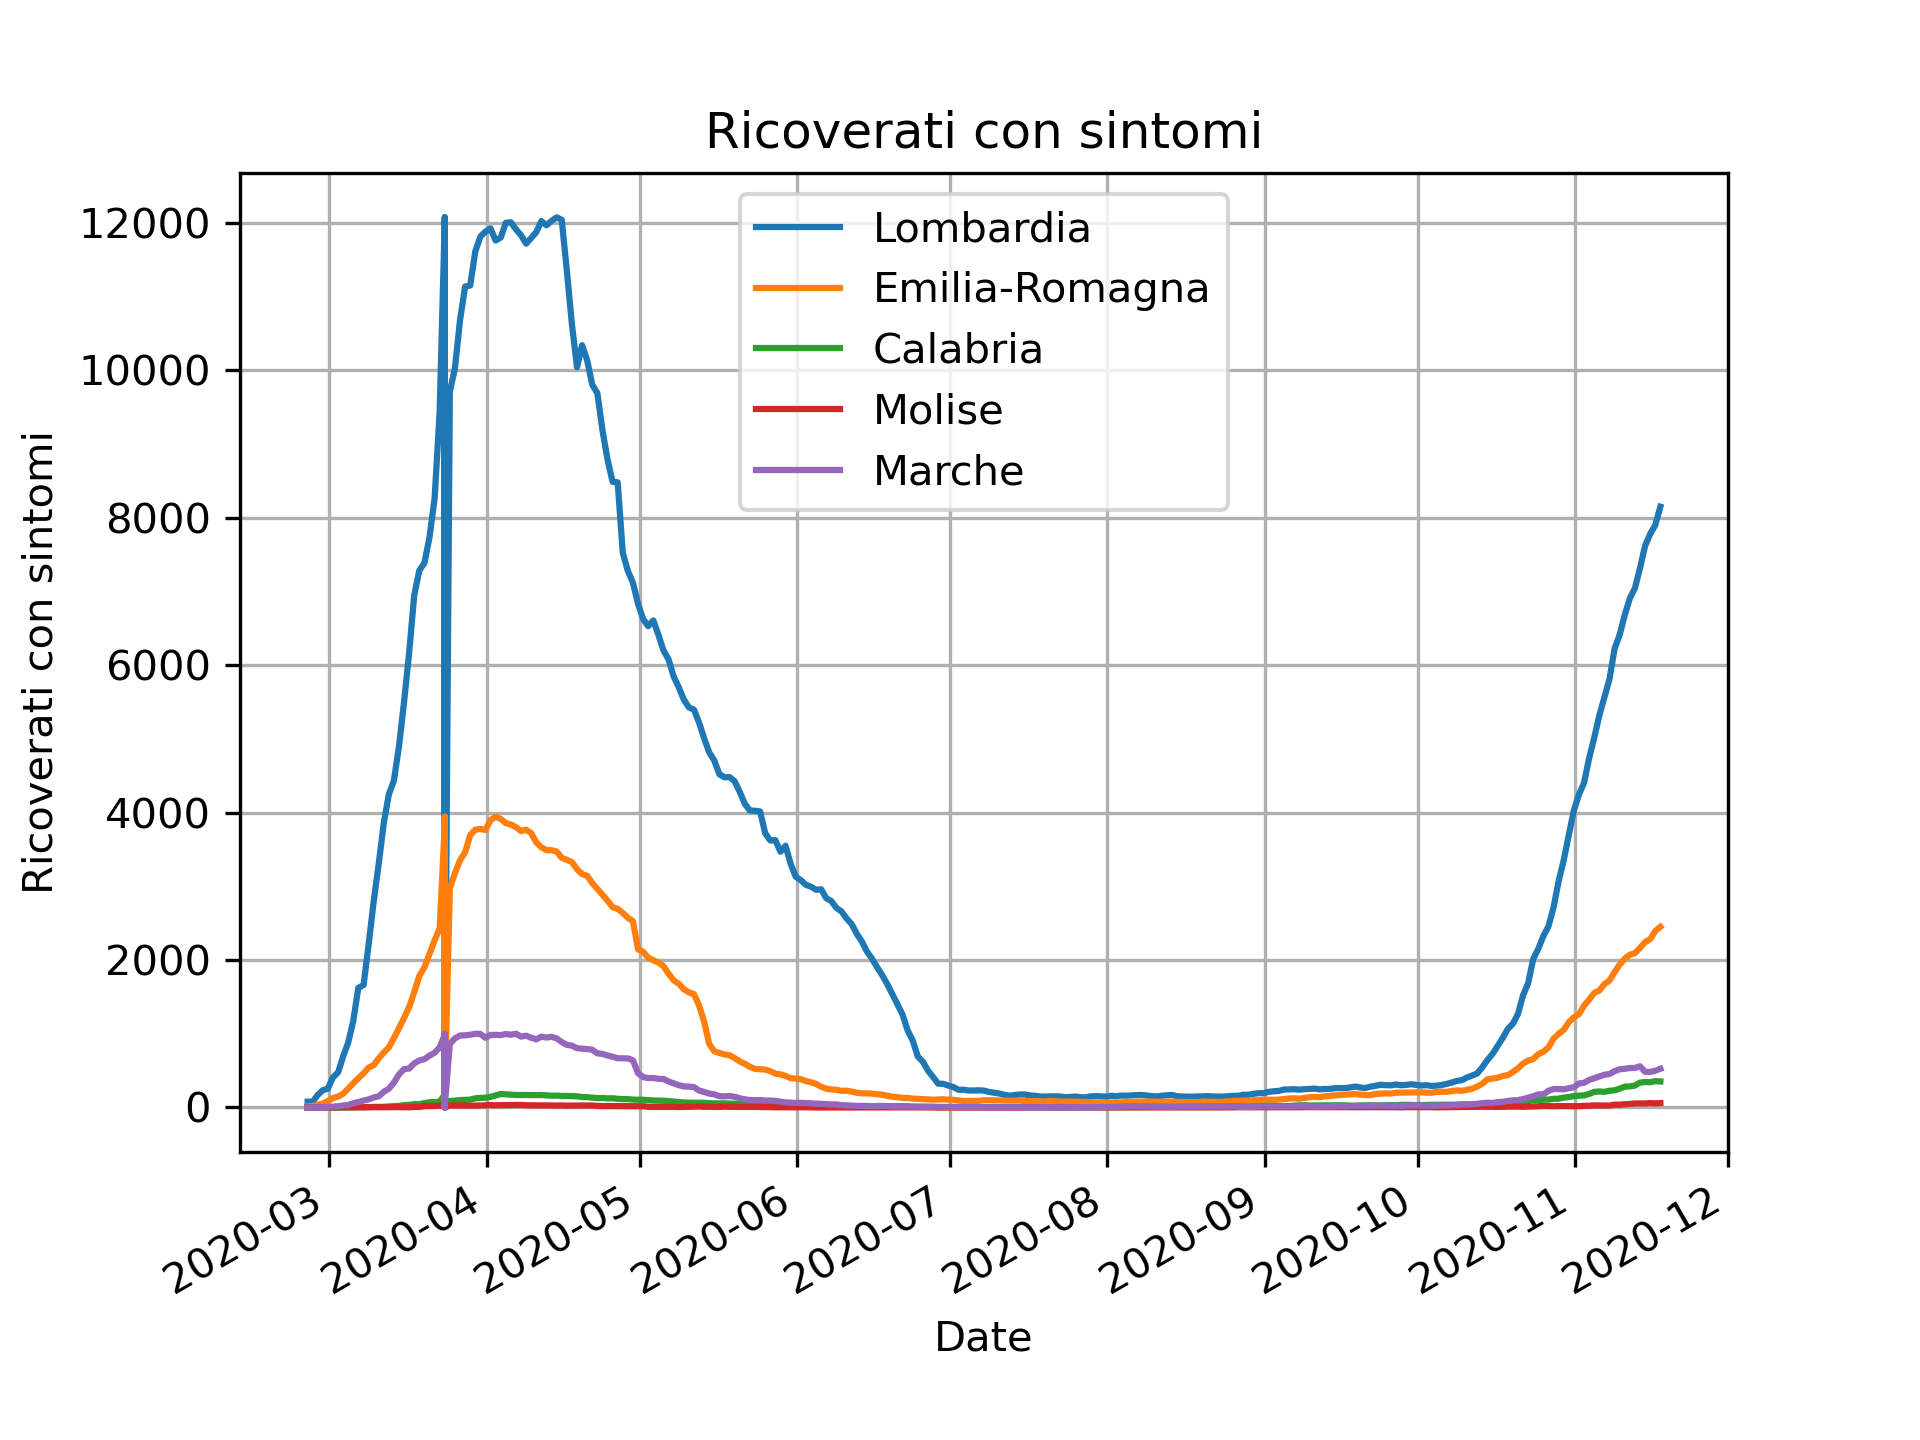 Ricoverati con sintomi
12000
10000
8000
6000
4000
2000
0
Ricoverati con sintomi
Lombardia
Emilia-Romagna
Calabria
Molise
Marche
2020-03
2020-04
2020-05
2020-06
2020-07
2020-08
2020-09
2020-10
2020-11
2020-12
Date